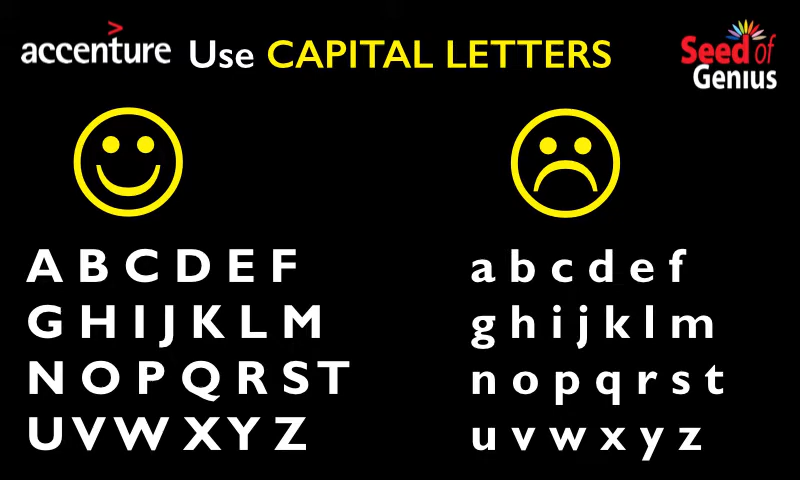 accenture Use CAPITAL LETTERS
Seed of
Genius
A B C D E F
G H I J K L M
N O P Q R S T
U V W X Y Z
a b c d e f
g h i j k l m
n o p q r s t
u v w x y z